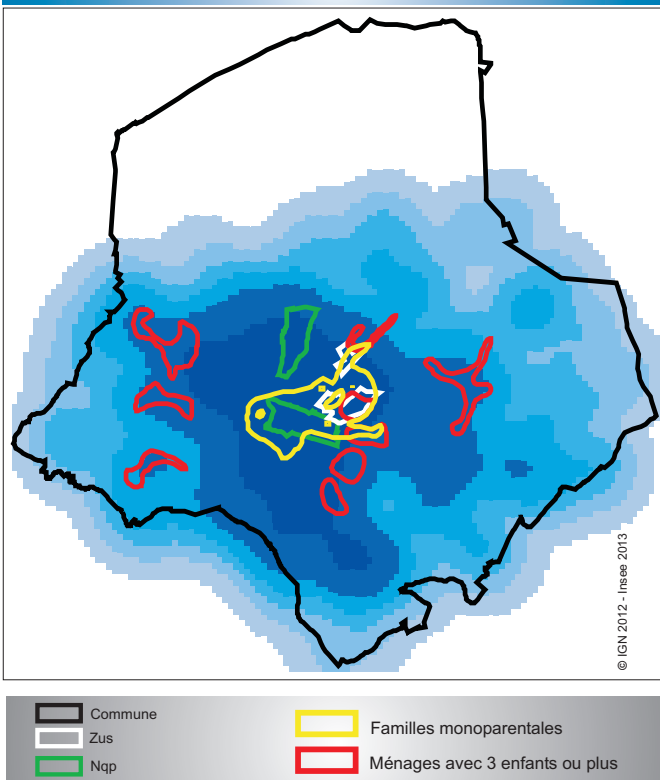 © IGN 2012 - Insee 2013
Commune
Zus
Nqp
Familles monoparentales
Ménages avec 3 enfants ou plus